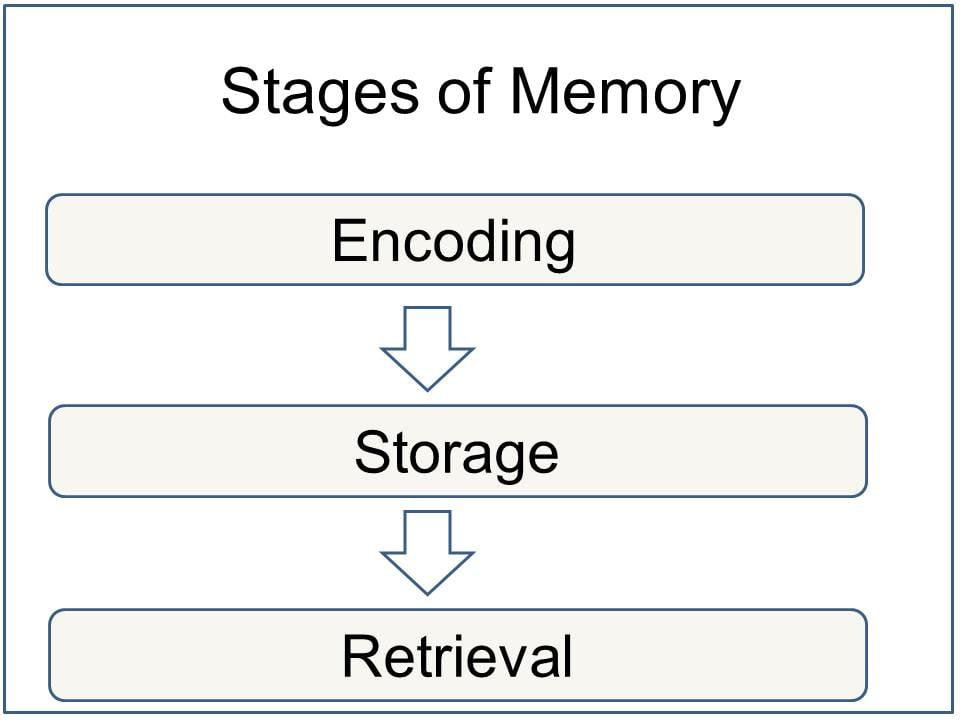 Stages of Memory
Encoding
Storage
Retrieval